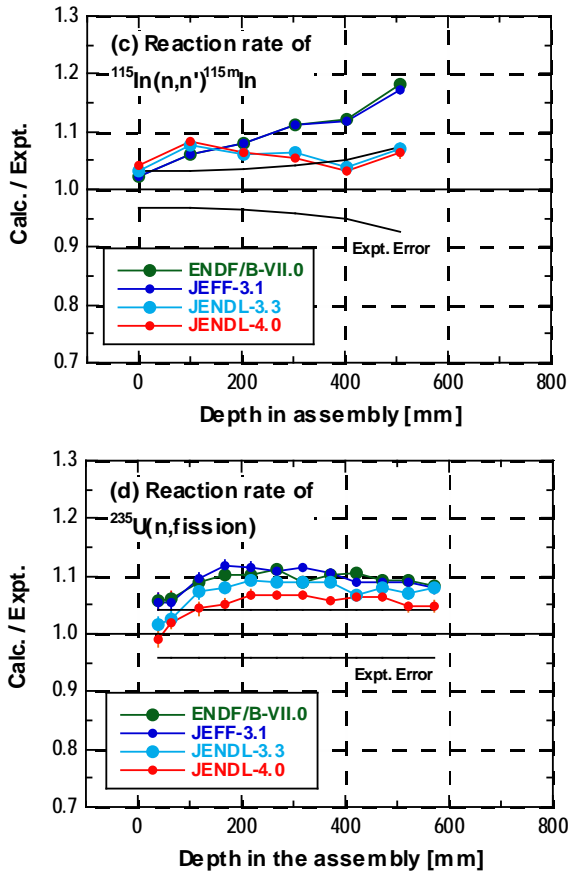 1.3
(c) Reaction rate of
¹¹⁵In(n,n')¹¹⁵ᵐIn
1.2
1.1
1.0
0.9
0.8
0.7
Calc. / Expt.
Expt. Error
ENDF/B-VII.0
JEFF-3.1
JENDL-3.3
JENDL-4.0
0 200 400 600 800
Depth in assembly [mm]
1.3
(d) Reaction rate of
²³⁵U(n,fission)
1.2
1.1
1.0
0.9
0.8
0.7
Calc. / Expt.
Expt. Error
ENDF/B-VII.0
JEFF-3.1
JENDL-3.3
JENDL-4.0
0 200 400 600 800
Depth in the assembly [mm]